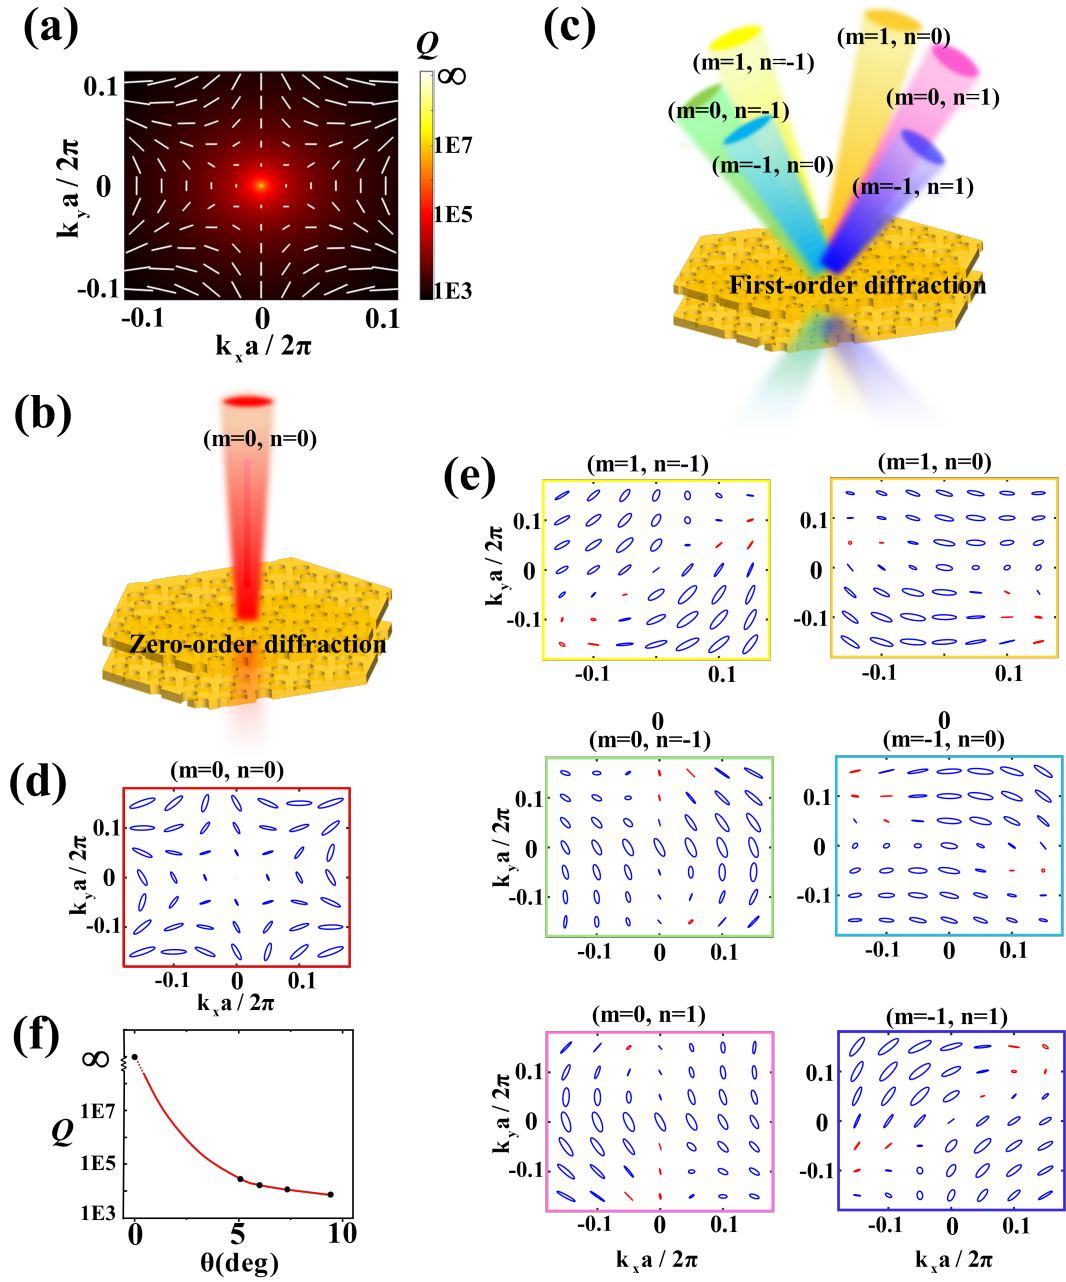 (a)
Q
∞
1E7
1E5
1E3
0.1
0
-0.1
k_y a / 2π
-0.1
0
0.1
k_x a / 2π
(b)
(m=0, n=0)
Zero-order diffraction
(c)
(m=1, n=0)
(m=1, n=-1)
(m=0, n=1)
(m=0, n=-1)
(m=-1, n=0)
(m=-1, n=1)
First-order diffraction
(d)
(m=0, n=0)
0.1
0
-0.1
k_y a / 2π
-0.1
0
0.1
k_x a / 2π
(e)
(m=1, n=-1)
0.1
0
-0.1
k_y a / 2π
-0.1
0
0.1
(m=1, n=0)
0.1
0
-0.1
-0.1
0
0.1
(m=0, n=-1)
0.1
0
-0.1
k_y a / 2π
-0.1
0
0.1
(m=-1, n=0)
0.1
0
-0.1
-0.1
0
0.1
(m=0, n=1)
0.1
0
-0.1
k_y a / 2π
-0.1
0
0.1
k_x a / 2π
(m=-1, n=1)
0.1
0
-0.1
-0.1
0
0.1
k_x a / 2π
(f)
∞
1E7
Q
1E5
1E3
0
5
10
θ(deg)